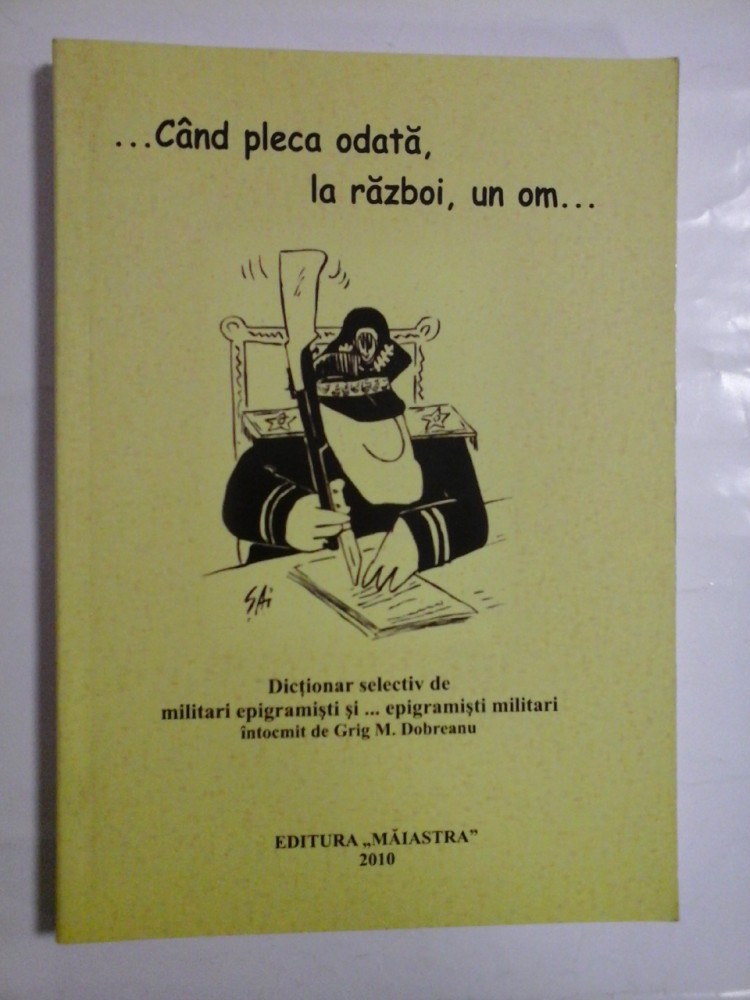 ...Când pleca odată,
la război, un om...
ȘAi
Dicționar selectiv de
militari epigramiști și ... epigramiști militari
întocmit de Grig M. Dobreanu
EDITURA „MĂIASTRA”
2010